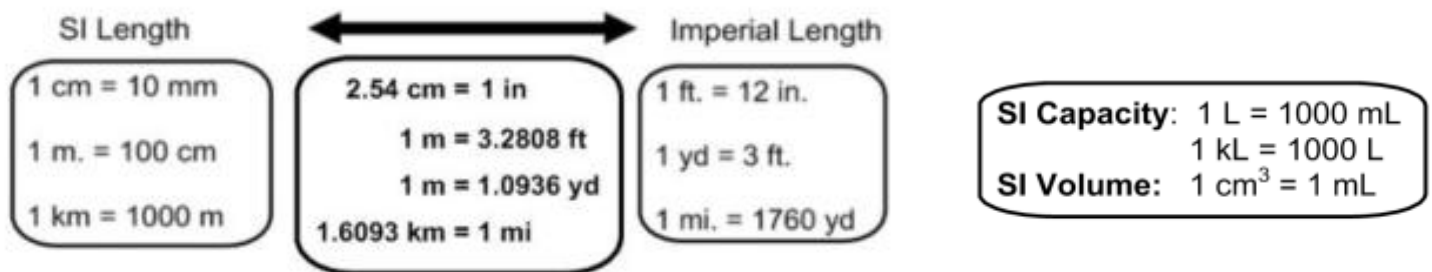 SI Length
Imperial Length
1 cm = 10 mm
1 m. = 100 cm
1 km = 1000 m
2.54 cm = 1 in
1 m = 3.2808 ft
1 m = 1.0936 yd
1.6093 km = 1 mi
1 ft. = 12 in.
1 yd = 3 ft.
1 mi. = 1760 yd
SI Capacity: 1 L = 1000 mL
1 kL = 1000 L
SI Volume: 1 cm³ = 1 mL